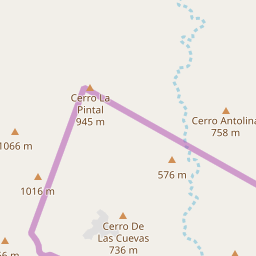 Cerro La
Pintal
945 m
Cerro Antolina
758 m
1066 m
576 m
1016 m
Cerro De
Las Cuevas
736 m